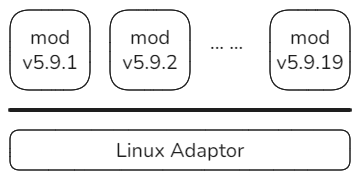 mod
v5.9.1
mod
v5.9.2
... ...
mod
v5.9.19
Linux Adaptor